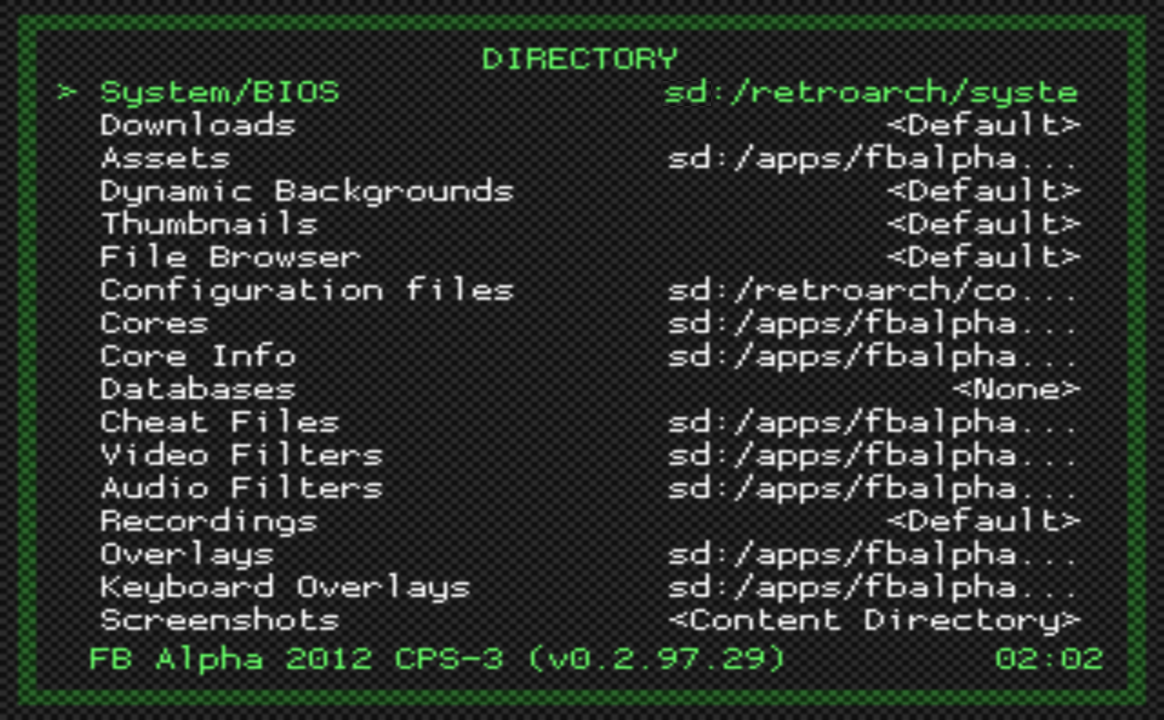 DIRECTORY
> System/BIOS sd:/retroarch/syste
Downloads <Default>
Assets sd:/apps/fbalpha...
Dynamic Backgrounds <Default>
Thumbnails <Default>
File Browser <Default>
Configuration files sd:/retroarch/co...
Cores sd:/apps/fbalpha...
Core Info sd:/apps/fbalpha...
Databases <None>
Cheat Files sd:/apps/fbalpha...
Video Filters sd:/apps/fbalpha...
Audio Filters sd:/apps/fbalpha...
Recordings <Default>
Overlays sd:/apps/fbalpha...
Keyboard Overlays sd:/apps/fbalpha...
Screenshots <Content Directory>
FB Alpha 2012 CPS-3 (v0.2.97.29) 02:02